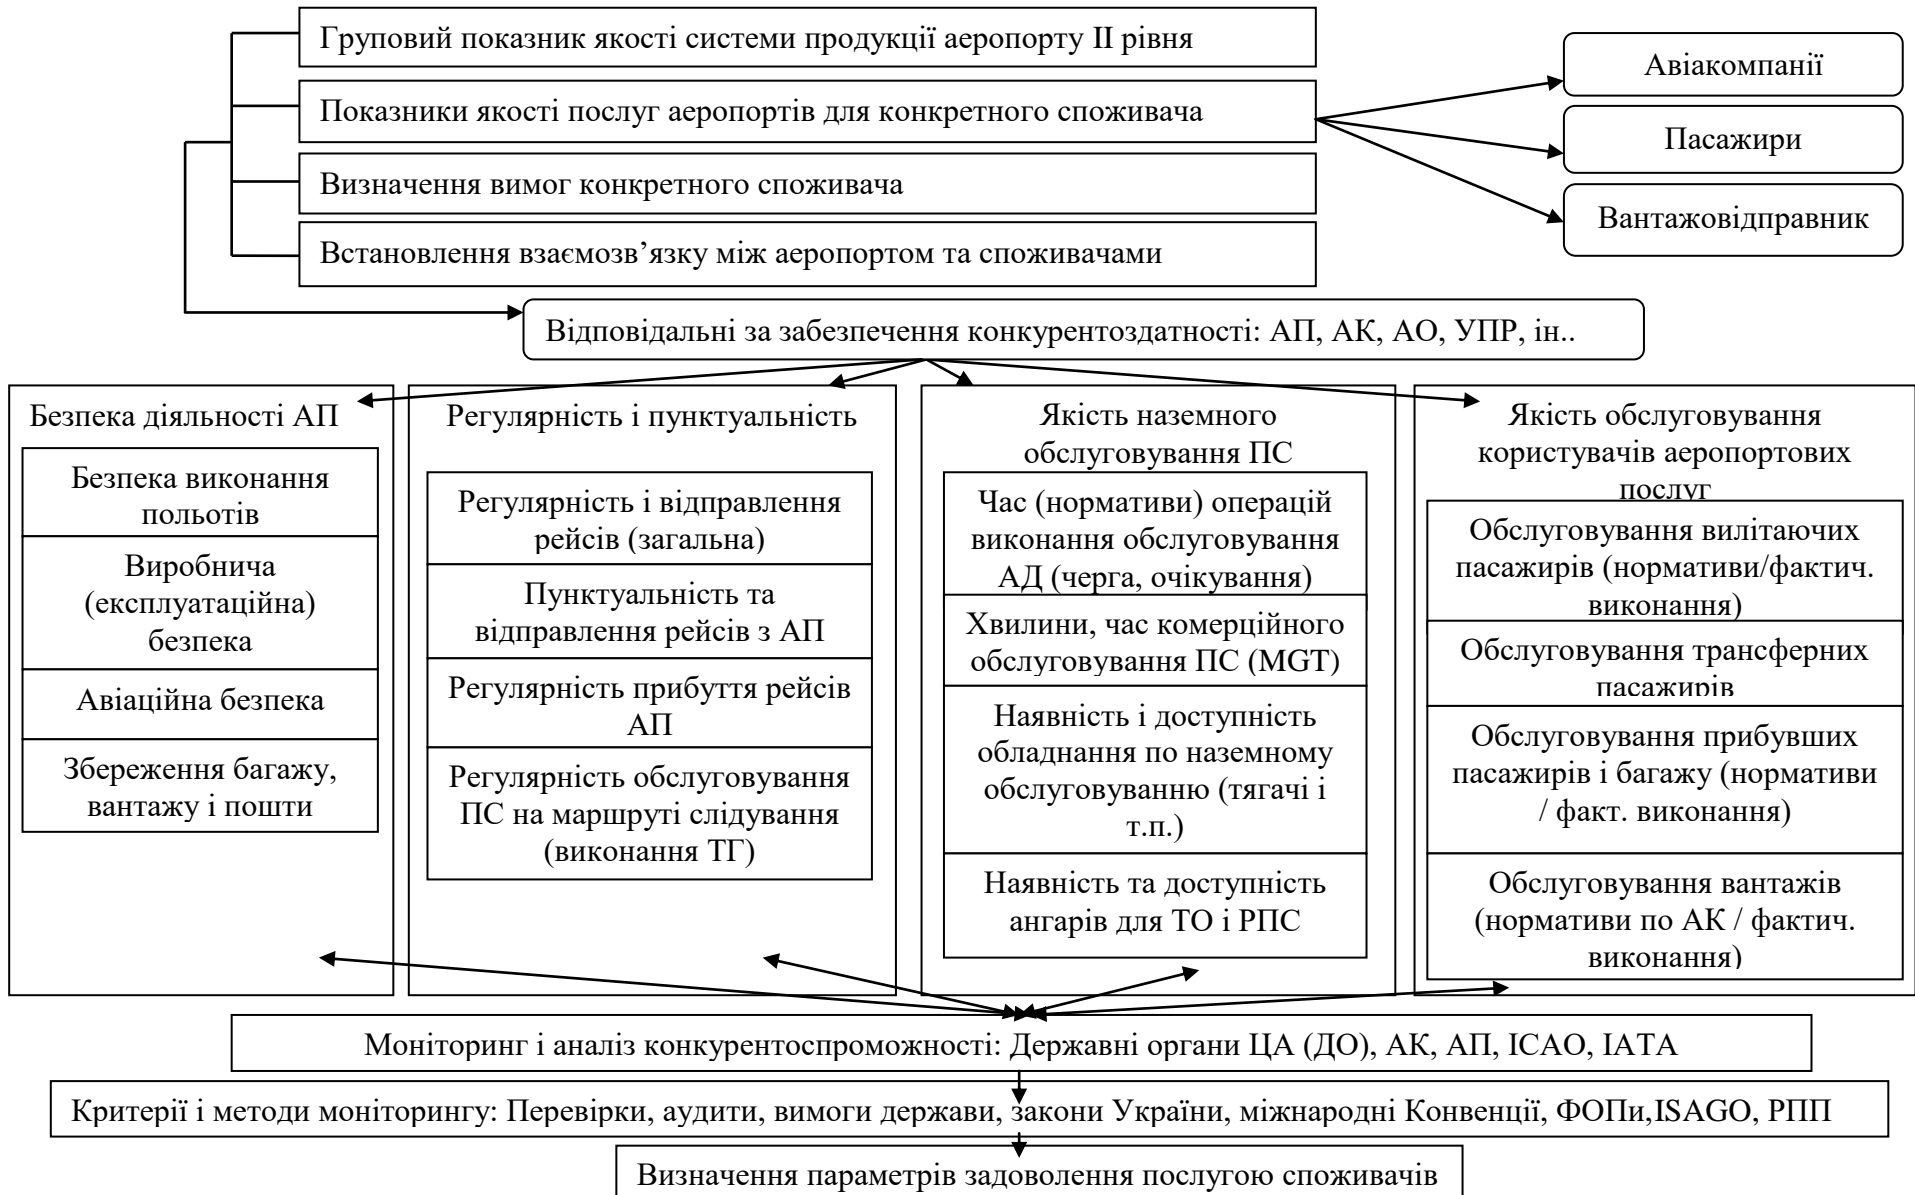 Груповий показник якості системи продукції аеропорту ІІ рівня
Показники якості послуг аеропортів для конкретного споживача
Визначення вимог конкретного споживача
Встановлення взаємозв’язку між аеропортом та споживачами
Авіакомпанії
Пасажири
Вантажовідправник
Відповідальні за забезпечення конкурентоздатності: АП, АК, АО, УПР, ін..
Безпека діяльності АП
Безпека виконання
польотів
Виробнича
(експлуатаційна)
безпека
Авіаційна безпека
Збереження багажу,
вантажу і пошти
Регулярність і пунктуальність
Регулярність і відправлення
рейсів (загальна)
Пунктуальність та
відправлення рейсів з АП
Регулярність прибуття рейсів
АП
Регулярність обслуговування
ПС на маршруті слідування
(виконання ТГ)
Якість наземного
обслуговування ПС
Час (нормативи) операцій
виконання обслуговування
АД (черга, очікування)
Хвилини, час комерційного
обслуговування ПС (MGT)
Наявність і доступність
обладнання по наземному
обслуговуванню (тягачі і
т.п.)
Наявність та доступність
ангарів для ТО і РПС
Якість обслуговування
користувачів аеропортових
послуг
Обслуговування вилітаючих
пасажирів (нормативи/фактич.
виконання)
Обслуговування трансферних
пасажирів
Обслуговування прибувших
пасажирів і багажу (нормативи
/ факт. виконання)
Обслуговування вантажів
(нормативи по АК / фактич.
виконання)
Моніторинг і аналіз конкурентоспроможності: Державні органи ЦА (ДО), АК, АП, ІСАО, ІАТА
Критерії і методи моніторингу: Перевірки, аудити, вимоги держави, закони України, міжнародні Конвенції, ФОПи,ISAGO, РПП
Визначення параметрів задоволення послугою споживачів